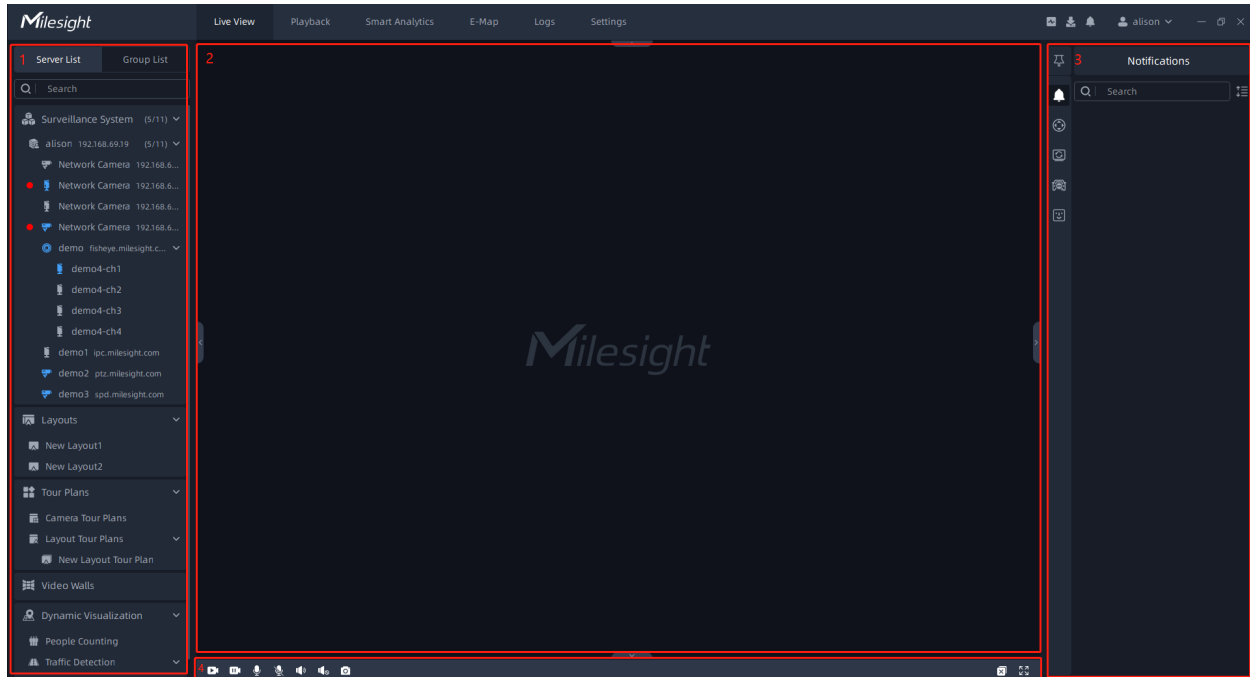 Milesight
Live View Playback Smart Analytics E-Map Logs Settings alison
1 Server List Group List
Search
Surveillance System (5/11)
alison 192.168.69.19 (5/11)
Network Camera 192.168.6...
Network Camera 192.168.6...
Network Camera 192.168.6...
Network Camera 192.168.6...
demo fisheye.milesight.c...
demo4-ch1
demo4-ch2
demo4-ch3
demo4-ch4
demo1 ipc.milesight.com
demo2 ptz.milesight.com
demo3 spd.milesight.com
Layouts
New Layout1
New Layout2
Tour Plans
Camera Tour Plans
Layout Tour Plans
New Layout Tour Plan
Video Walls
Dynamic Visualization
People Counting
Traffic Detection
2
Milesight
3 Notifications
Search
4